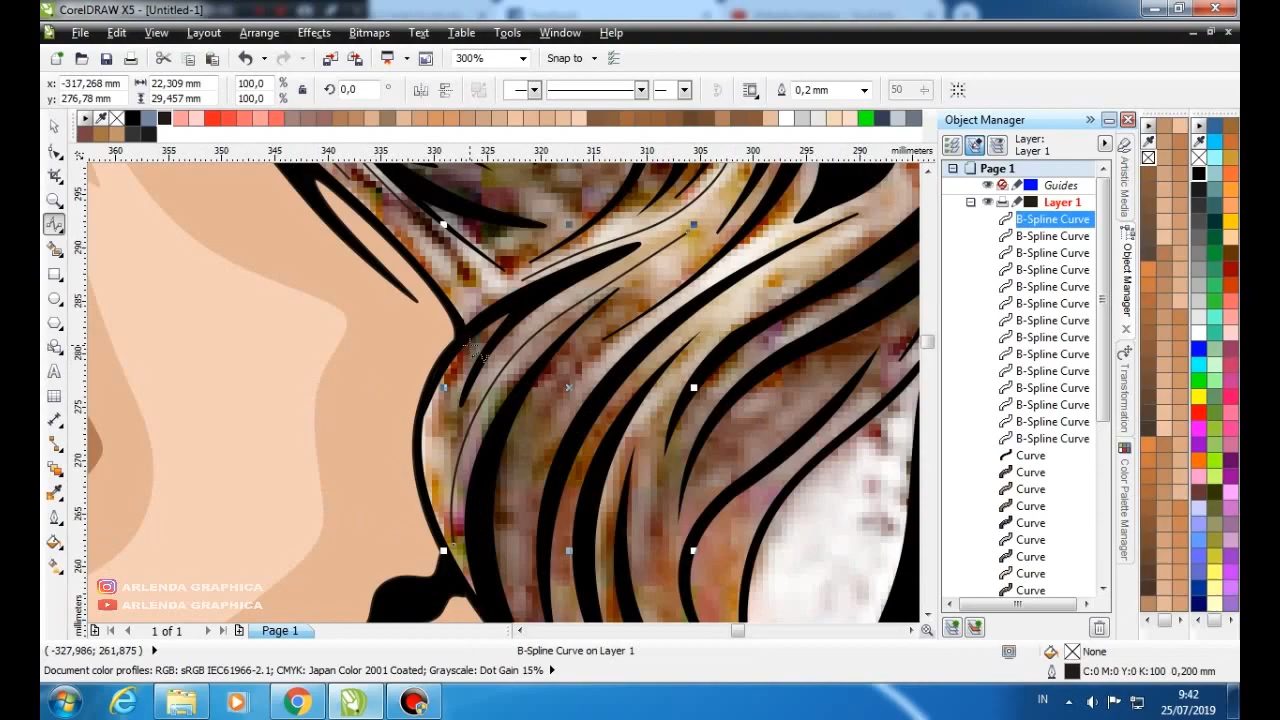 CorelDRAW X5 - [Untitled-1]
File Edit View Layout Arrange Effects Bitmaps Text Table Tools Window Help
300% Snap to
x: -317,268 mm 22,309 mm 100,0 % 0,0 0,2 mm 50
y: 276,78 mm 29,457 mm 100,0 %
Object Manager
Layer:
Layer 1
360 355 350 345 340 335 330 325 320 315 310 305 300 295 290 millimeters
295
290
285
280
275
270
265
260
millimeters
Page 1
Guides
Layer 1
B-Spline Curve
B-Spline Curve
B-Spline Curve
B-Spline Curve
B-Spline Curve
B-Spline Curve
B-Spline Curve
B-Spline Curve
B-Spline Curve
B-Spline Curve
B-Spline Curve
B-Spline Curve
B-Spline Curve
B-Spline Curve
Curve
Curve
Curve
Curve
Curve
Curve
Curve
Curve
Curve
Artistic Media
Object Manager
Transformation
Color Palette Manager
ARLENDA GRAPHICA
ARLENDA GRAPHICA
1 of 1 Page 1
( -327,986; 261,875 ) B-Spline Curve on Layer 1 None
Document color profiles: RGB: sRGB IEC61966-2.1; CMYK: Japan Color 2001 Coated; Grayscale: Dot Gain 15% C:0 M:0 Y:0 K:100 0,200 mm
IN 9:42
25/07/2019